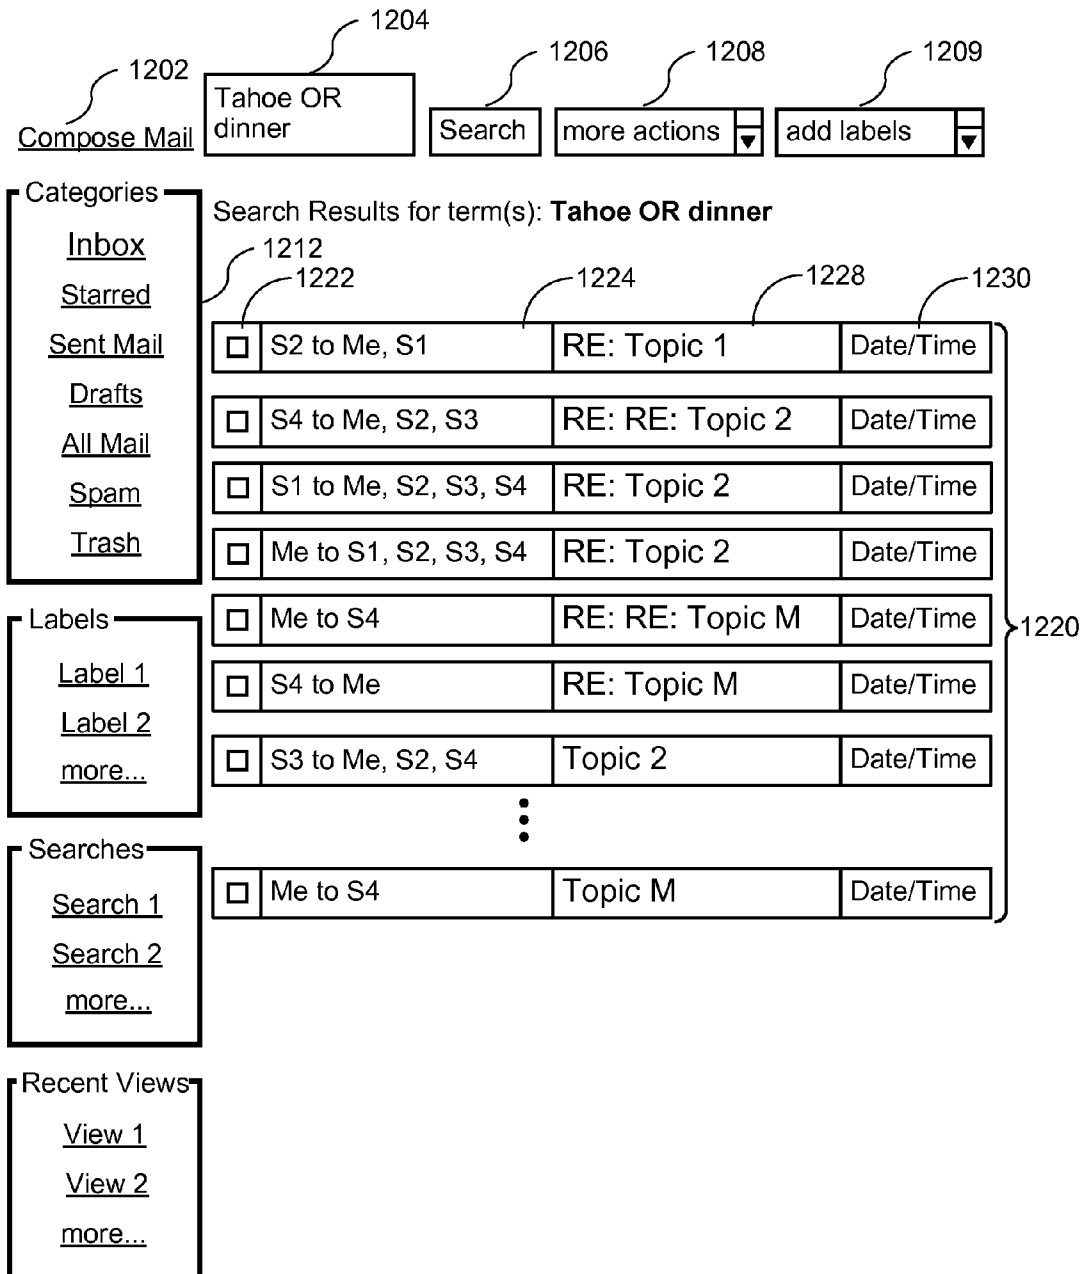 1204
1202
1206
1208
1209
Tahoe OR
dinner
Compose Mail
Search
more actions
add labels
Categories
Inbox
Starred
Sent Mail
Drafts
All Mail
Spam
Trash
Search Results for term(s): Tahoe OR dinner
1212
1222
1224
1228
1230
S2 to Me, S1 RE: Topic 1 Date/Time
S4 to Me, S2, S3 RE: RE: Topic 2 Date/Time
S1 to Me, S2, S3, S4 RE: Topic 2 Date/Time
Me to S1, S2, S3, S4 RE: Topic 2 Date/Time
Me to S4 RE: RE: Topic M Date/Time
S4 to Me RE: Topic M Date/Time
S3 to Me, S2, S4 Topic 2 Date/Time
Me to S4 Topic M Date/Time
1220
Labels
Label 1
Label 2
more...
Searches
Search 1
Search 2
more...
Recent Views
View 1
View 2
more...